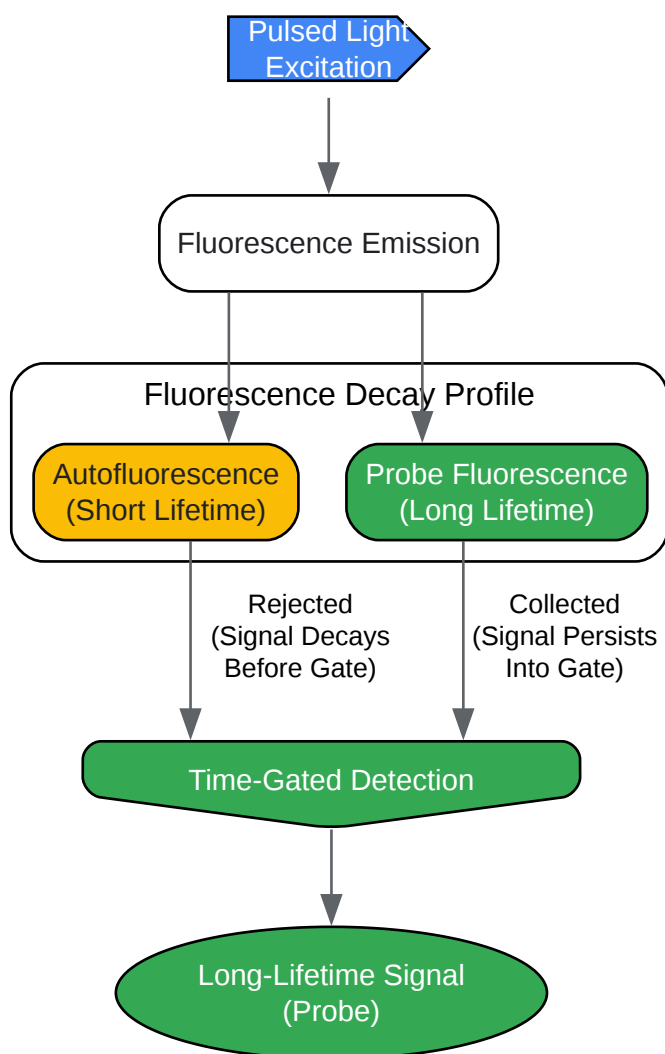 Pulsed Light
Excitation
Fluorescence Emission
Fluorescence Decay Profile
Autofluorescence
(Short Lifetime)
Probe Fluorescence
(Long Lifetime)
Rejected
(Signal Decays
Before Gate)
Collected
(Signal Persists
Into Gate)
Time-Gated Detection
Long-Lifetime Signal
(Probe)